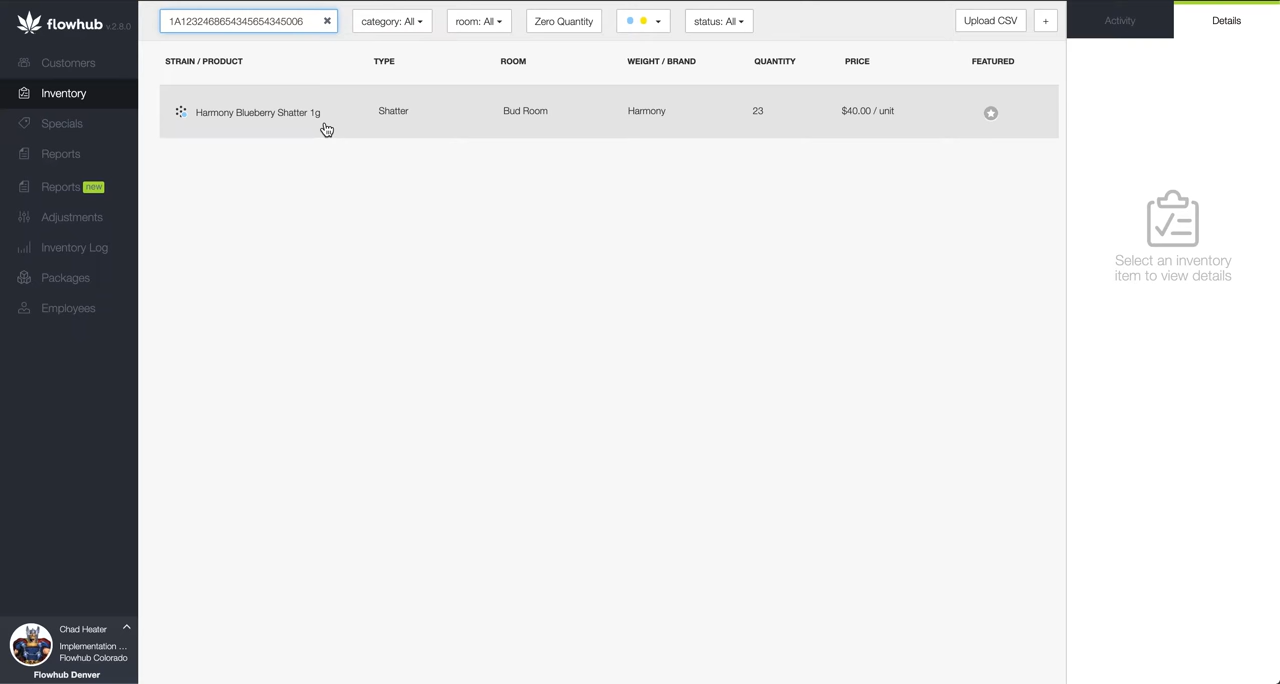 flowhub v.2.8.0
Customers
Inventory
Specials
Reports
Reports new
Adjustments
Inventory Log
Packages
Employees
Chad Heater
Implementation ...
Flowhub Colorado
Flowhub Denver
1A1232468654345654345006
category: All
room: All
Zero Quantity
status: All
Upload CSV
+
STRAIN / PRODUCT TYPE ROOM WEIGHT / BRAND QUANTITY PRICE FEATURED
Harmony Blueberry Shatter 1g Shatter Bud Room Harmony 23 $40.00 / unit
Activity
Details
Select an inventory
item to view details